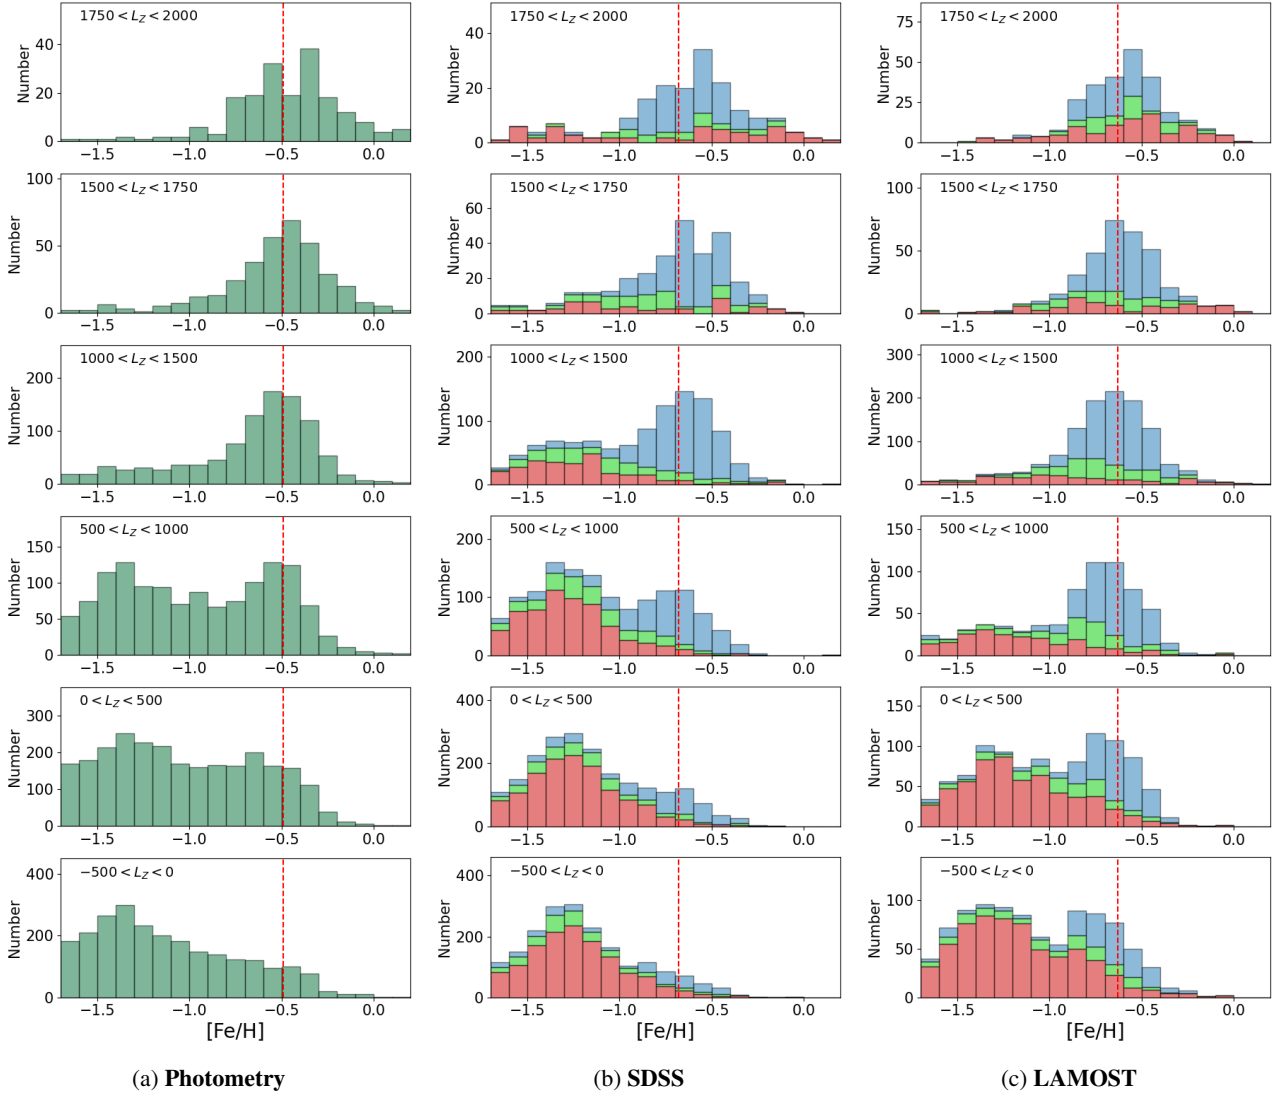 1750 < L_Z < 2000
Number
40
20
0
−1.5 −1.0 −0.5 0.0
1750 < L_Z < 2000
Number
40
20
0
−1.5 −1.0 −0.5 0.0
1750 < L_Z < 2000
Number
75
50
25
0
−1.5 −1.0 −0.5 0.0
1500 < L_Z < 1750
Number
100
50
0
−1.5 −1.0 −0.5 0.0
1500 < L_Z < 1750
Number
60
40
20
0
−1.5 −1.0 −0.5 0.0
1500 < L_Z < 1750
Number
100
50
0
−1.5 −1.0 −0.5 0.0
1000 < L_Z < 1500
Number
200
100
0
−1.5 −1.0 −0.5 0.0
1000 < L_Z < 1500
Number
200
100
0
−1.5 −1.0 −0.5 0.0
1000 < L_Z < 1500
Number
300
200
100
0
−1.5 −1.0 −0.5 0.0
500 < L_Z < 1000
Number
150
100
50
0
−1.5 −1.0 −0.5 0.0
500 < L_Z < 1000
Number
200
100
0
−1.5 −1.0 −0.5 0.0
500 < L_Z < 1000
Number
150
100
50
0
−1.5 −1.0 −0.5 0.0
0 < L_Z < 500
Number
300
200
100
0
−1.5 −1.0 −0.5 0.0
0 < L_Z < 500
Number
400
200
0
−1.5 −1.0 −0.5 0.0
0 < L_Z < 500
Number
150
100
50
0
−1.5 −1.0 −0.5 0.0
−500 < L_Z < 0
Number
400
200
0
−1.5 −1.0 −0.5 0.0
[Fe/H]
−500 < L_Z < 0
Number
400
200
0
−1.5 −1.0 −0.5 0.0
[Fe/H]
−500 < L_Z < 0
Number
100
50
0
−1.5 −1.0 −0.5 0.0
[Fe/H]
(a) Photometry
(b) SDSS
(c) LAMOST